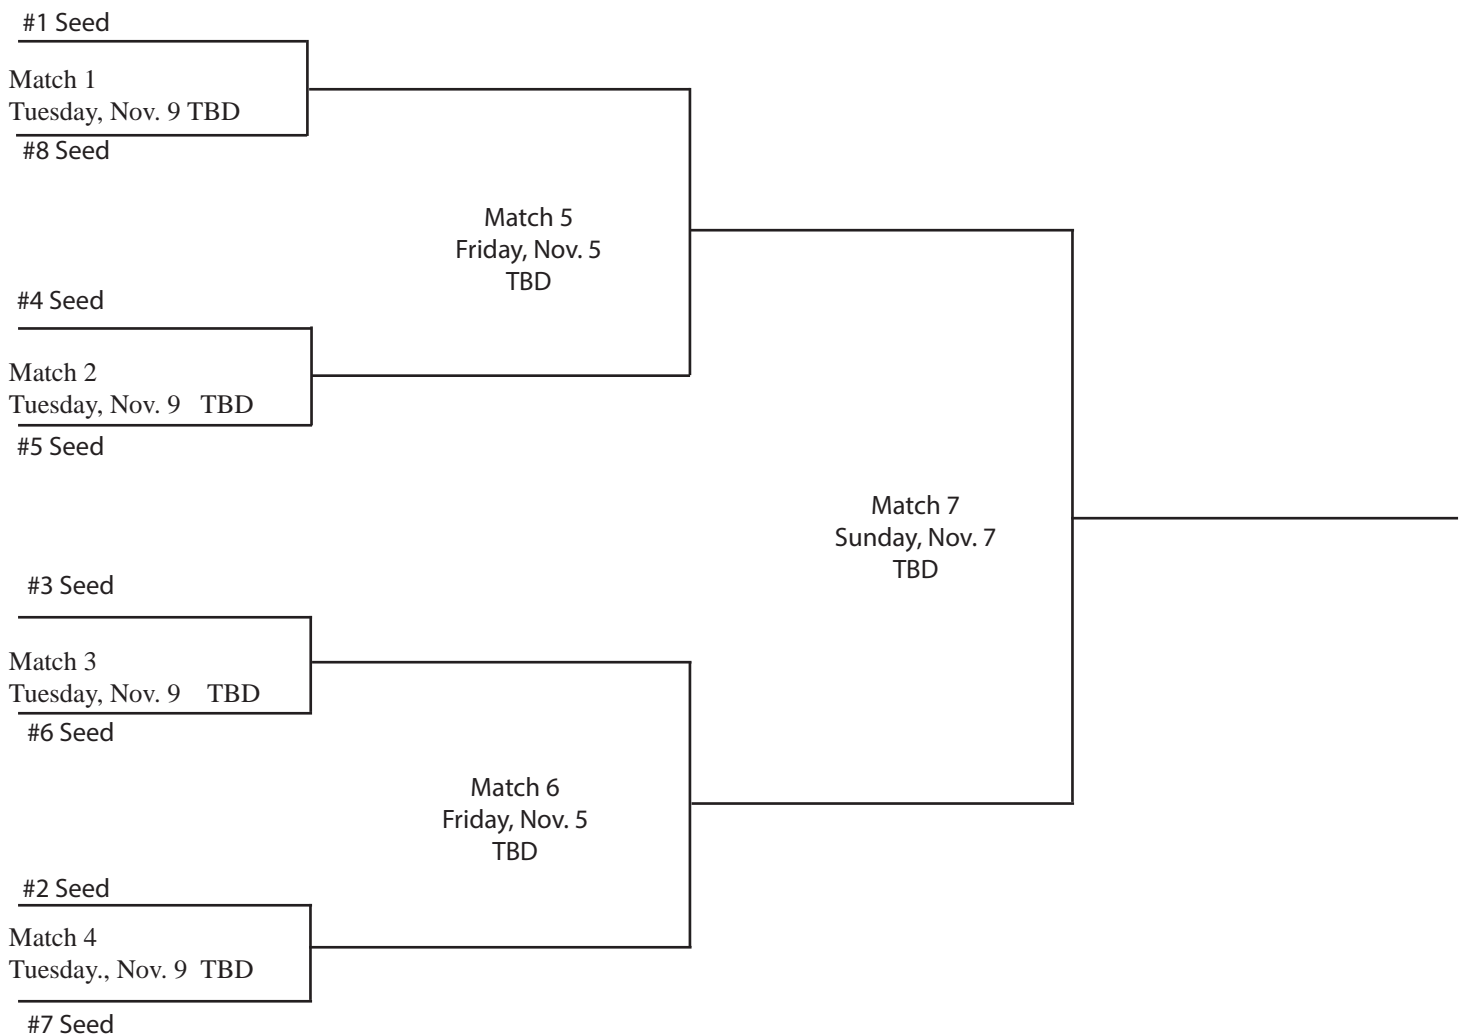 #1 Seed
Match 1
Tuesday, Nov. 9 TBD
#8 Seed
Match 5
Friday, Nov. 5
TBD
#4 Seed
Match 2
Tuesday, Nov. 9 TBD
#5 Seed
Match 7
Sunday, Nov. 7
TBD
#3 Seed
Match 3
Tuesday, Nov. 9 TBD
#6 Seed
Match 6
Friday, Nov. 5
TBD
#2 Seed
Match 4
Tuesday., Nov. 9 TBD
#7 Seed